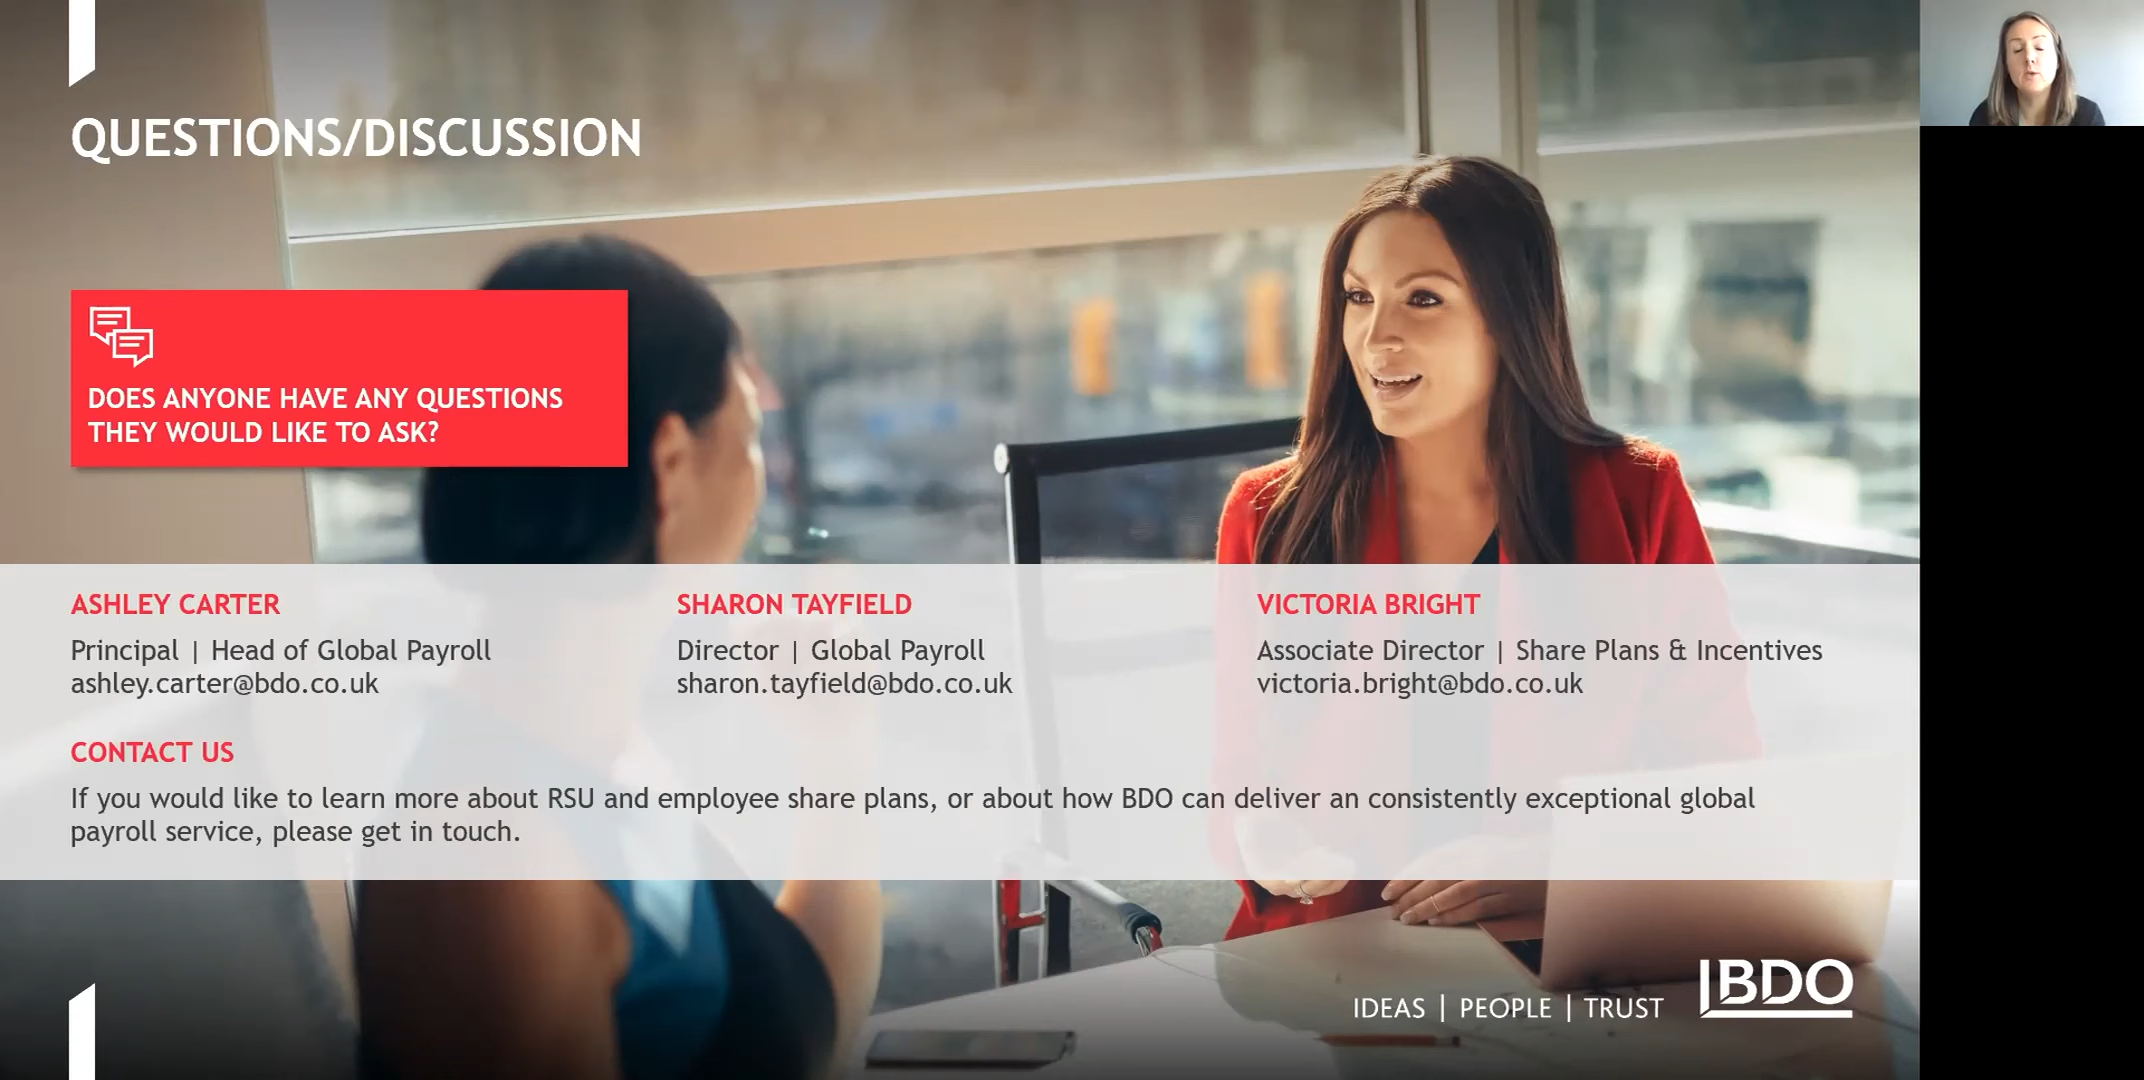 QUESTIONS/DISCUSSION
DOES ANYONE HAVE ANY QUESTIONS
THEY WOULD LIKE TO ASK?
ASHLEY CARTER
Principal | Head of Global Payroll
ashley.carter@bdo.co.uk
SHARON TAYFIELD
Director | Global Payroll
sharon.tayfield@bdo.co.uk
VICTORIA BRIGHT
Associate Director | Share Plans & Incentives
victoria.bright@bdo.co.uk
CONTACT US
If you would like to learn more about RSU and employee share plans, or about how BDO can deliver an consistently exceptional global
payroll service, please get in touch.
IDEAS | PEOPLE | TRUST
BDO